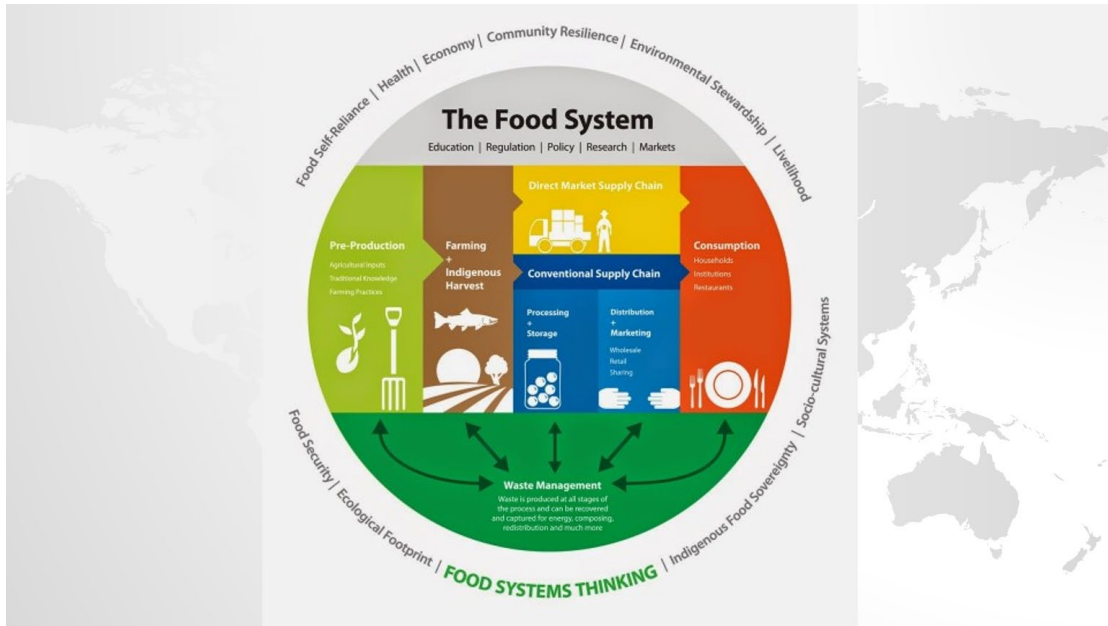 Food Self-Reliance | Health | Economy | Community Resilience | Environmental Stewardship | Livelihood
The Food System
Education | Regulation | Policy | Research | Markets
Direct Market Supply Chain
Pre-Production
Agricultural Inputs
Traditional Knowledge
Farming Practices
Farming
+
Indigenous
Harvest
Conventional Supply Chain
Processing
+
Storage
Distribution
+
Marketing
Wholesale
Retail
Sharing
Consumption
Households
Institutions
Restaurants
Waste Management
Waste is produced at all stages of
the process and can be recovered
and captured for energy, composing,
redistribution and much more
Food Security | Ecological Footprint | FOOD SYSTEMS THINKING | Indigenous Food Sovereignty | Socio-cultural Systems